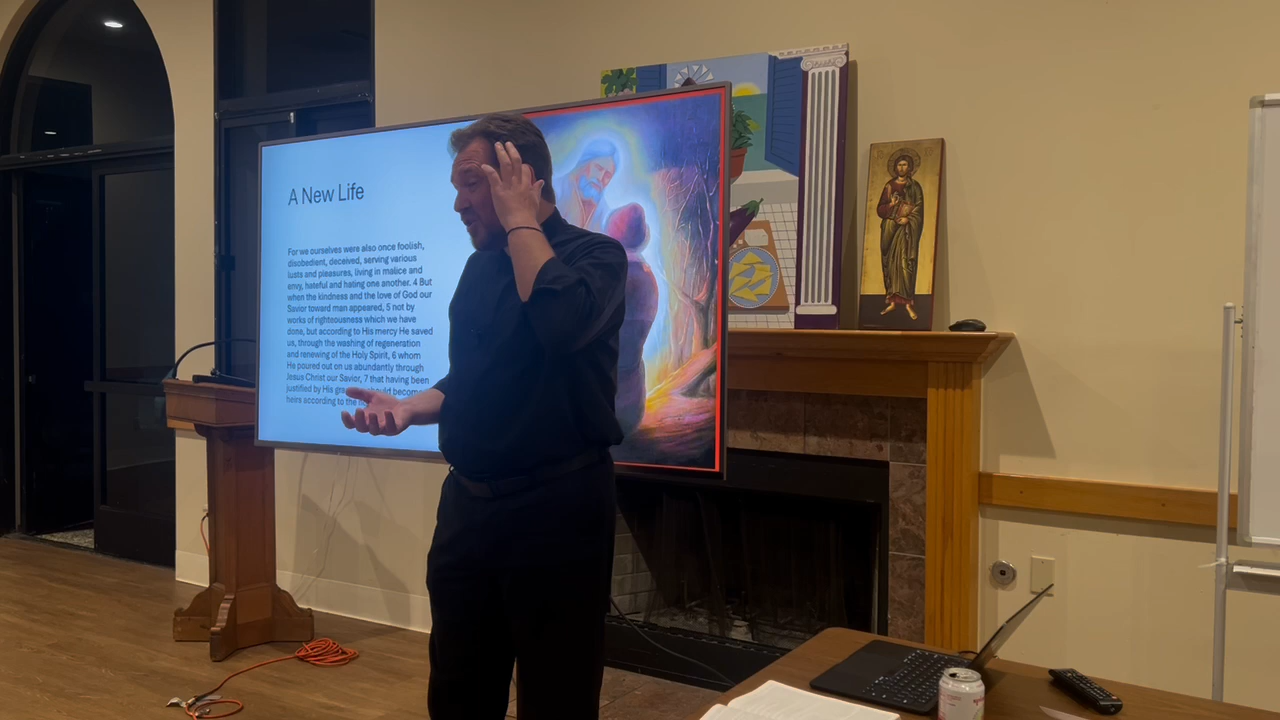 A New Life
For we ourselves were also once foolish,
disobedient, deceived, serving various
lusts and pleasures, living in malice and
envy, hateful and hating one another. 4 But
when the kindness and the love of God our
Savior toward man appeared, 5 not by
works of righteousness which we have
done, but according to His mercy He saved
us, through the washing of regeneration
and renewing of the Holy Spirit, 6 whom
He poured out on us abundantly through
Jesus Christ our Savior, 7 that having been
justified by His should become
heirs according to the